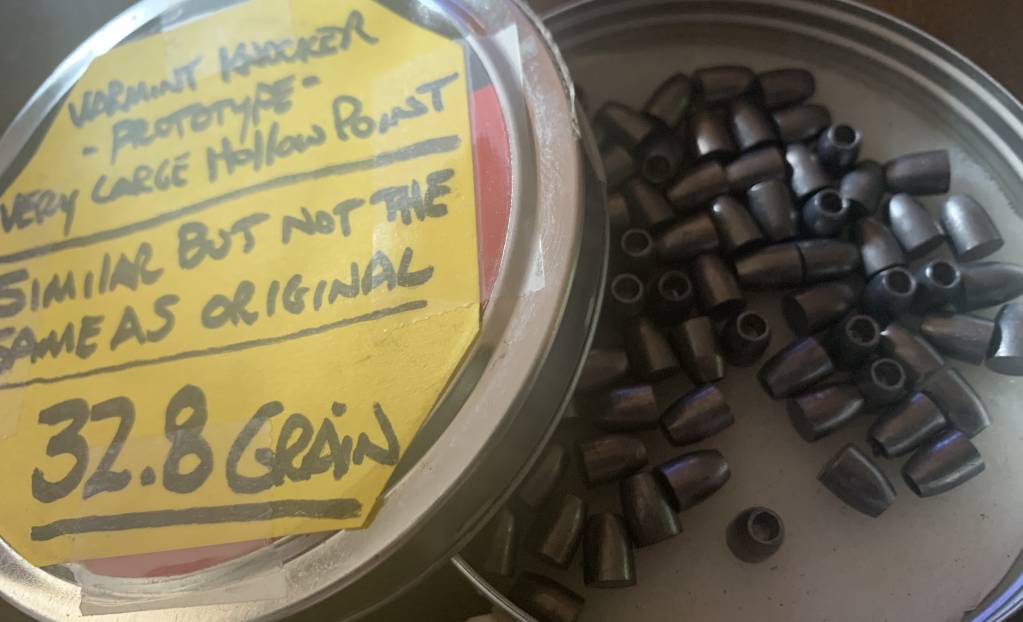 VARMINT KNOCKER
- PROTOTYPE -
VERY LARGE HOLLOW POINT
SIMILAR BUT NOT THE
SAME AS ORIGINAL
32.8 GRAIN